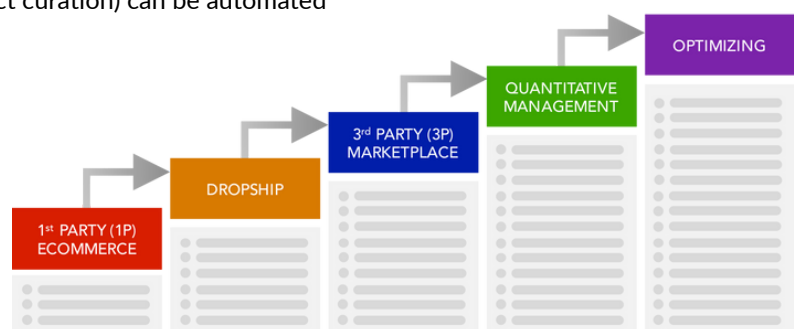 ct curation) can be automated
OPTIMIZING
QUANTITATIVE
MANAGEMENT
3rd PARTY (3P)
MARKETPLACE
DROPSHIP
1st PARTY (1P)
ECOMMERCE